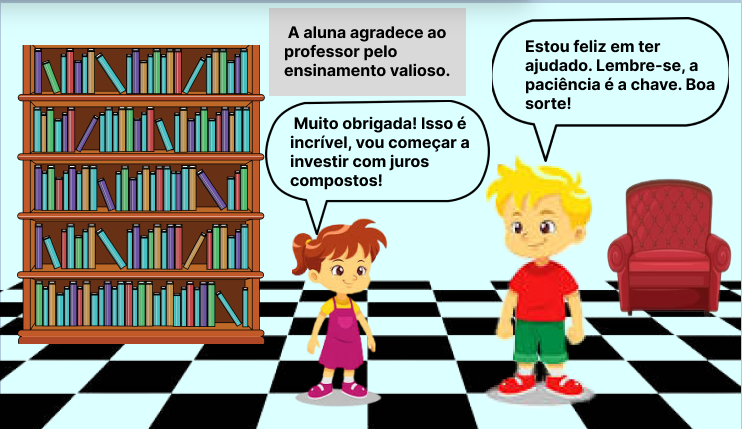 A aluna agradece ao
professor pelo
ensinamento valioso.
Estou feliz em ter
ajudado. Lembre-se, a
paciência é a chave. Boa
sorte!
Muito obrigada! Isso é
incrível, vou começar a
investir com juros
compostos!